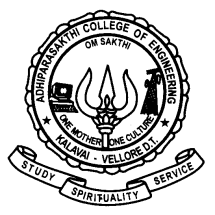 ADHIPARASAKTHI COLLEGE OF ENGINEERING
OM SAKTHI
ONE MOTHER ONE CULTURE
KALAVAI - VELLORE D.T.
STUDY
SPIRITUALITY
SERVICE